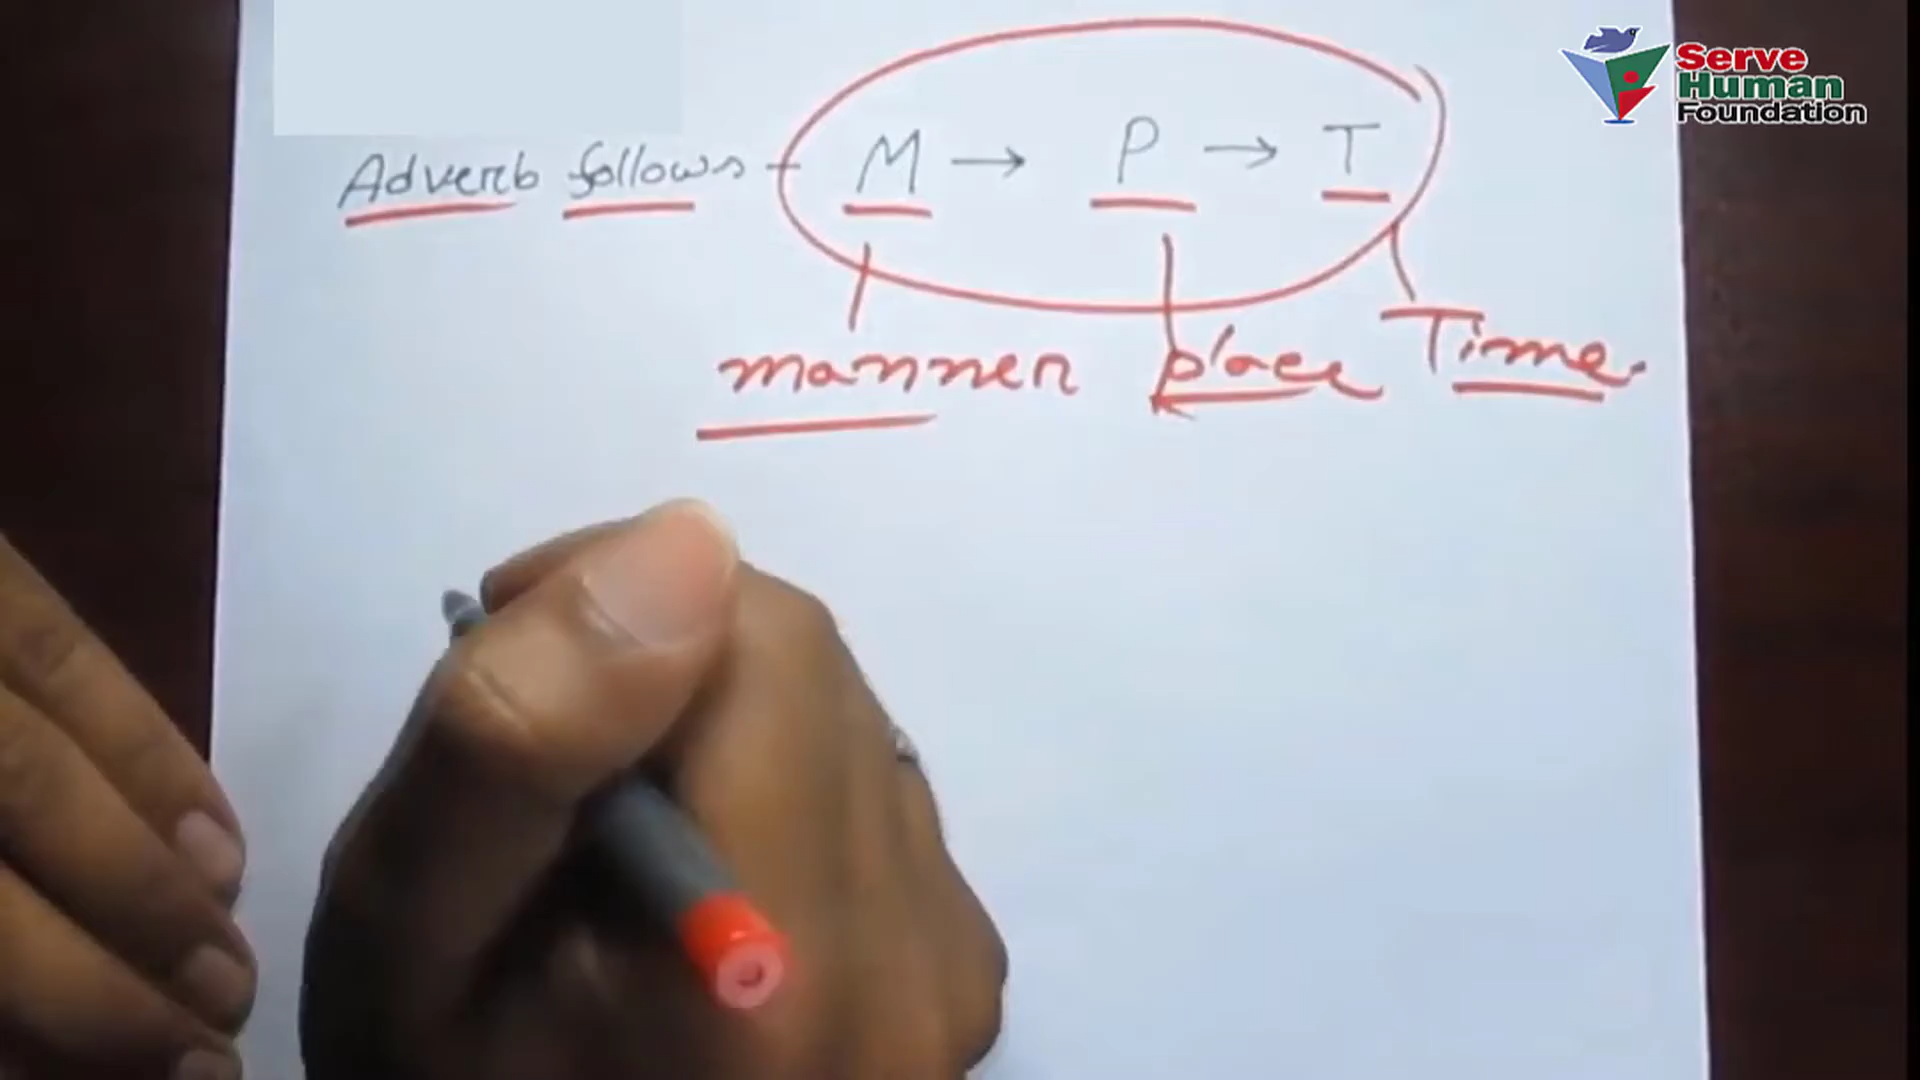 Serve
Human
Foundation
Adverb follows - M → P → T
manner place Time.